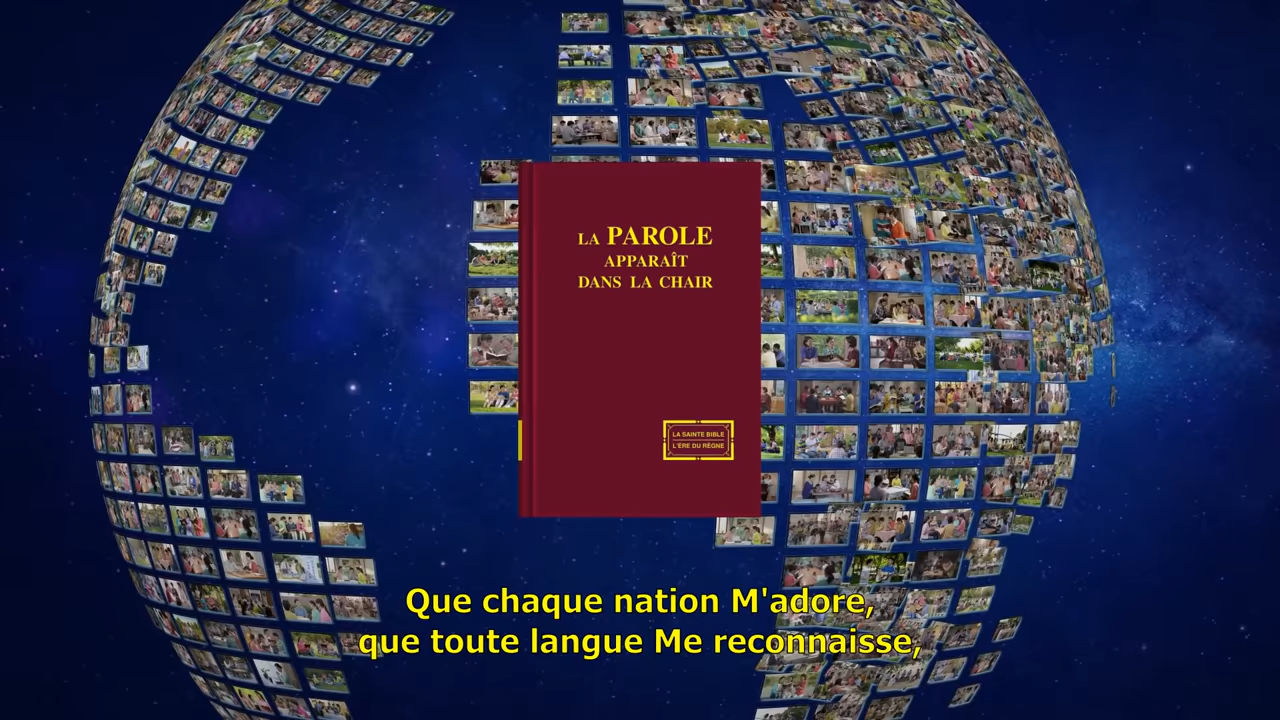 LA PAROLE
APPARAÎT
DANS LA CHAIR
LA SAINTE BIBLE
L'ÈRE DU RÈGNE
Que chaque nation M'adore,
que toute langue Me reconnaisse,